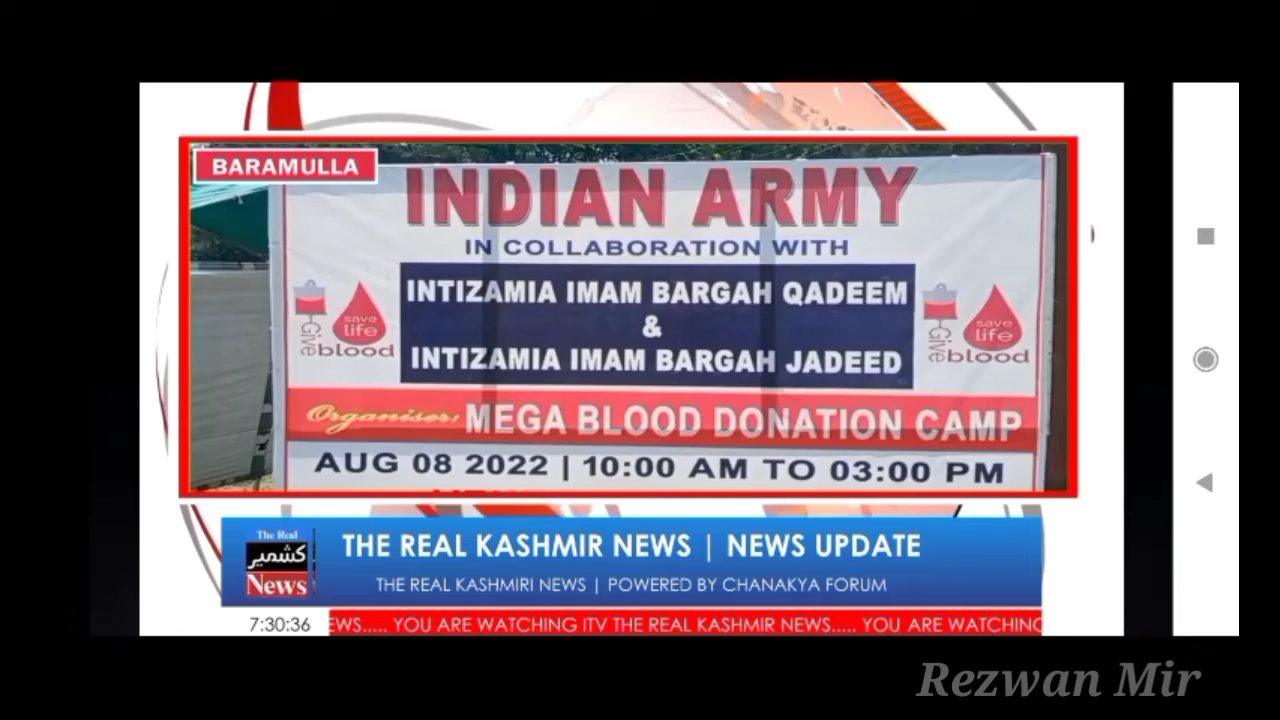 BARAMULLA
INDIAN ARMY
IN COLLABORATION WITH
INTIZAMIA IMAM BARGAH QADEEM
&
INTIZAMIA IMAM BARGAH JADEED
save
life
Give
blood
save
life
Give
blood
Organiser: MEGA BLOOD DONATION CAMP
AUG 08 2022 | 10:00 AM TO 03:00 PM
The Real
کشمیر
News
THE REAL KASHMIR NEWS | NEWS UPDATE
THE REAL KASHMIRI NEWS | POWERED BY CHANAKYA FORUM
7:30:36
EWS..... YOU ARE WATCHING ITV THE REAL KASHMIR NEWS..... YOU ARE WATCHING
Rezwan Mir